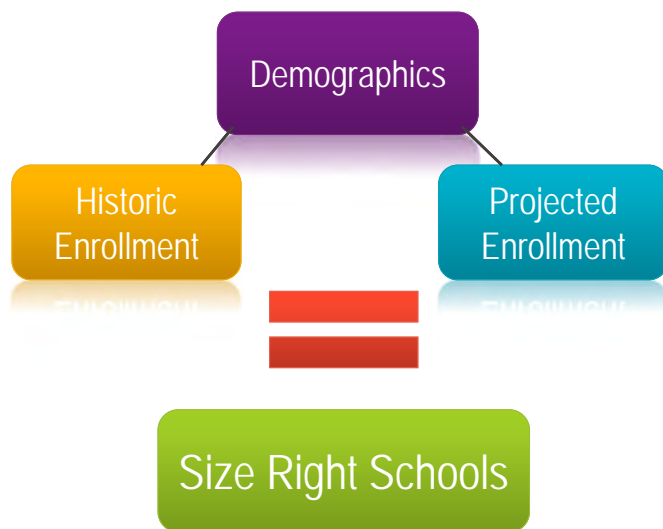 Demographics
Historic
Enrollment
Projected
Enrollment
Size Right Schools